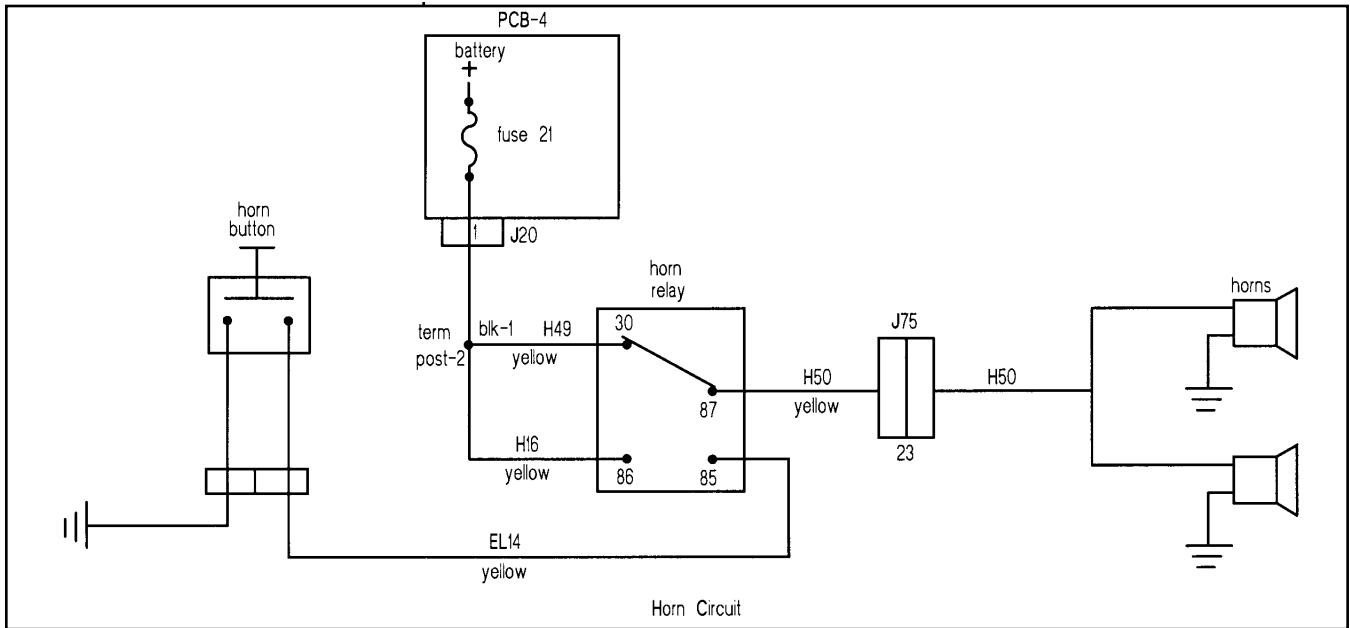 PCB-4
battery
+
fuse 21
1
J20
horn
button
horn
relay
term
post-2
blk-1
H49
yellow
30
87
H50
yellow
J75
23
H50
horns
H16
yellow
86
85
EL14
yellow
Horn Circuit